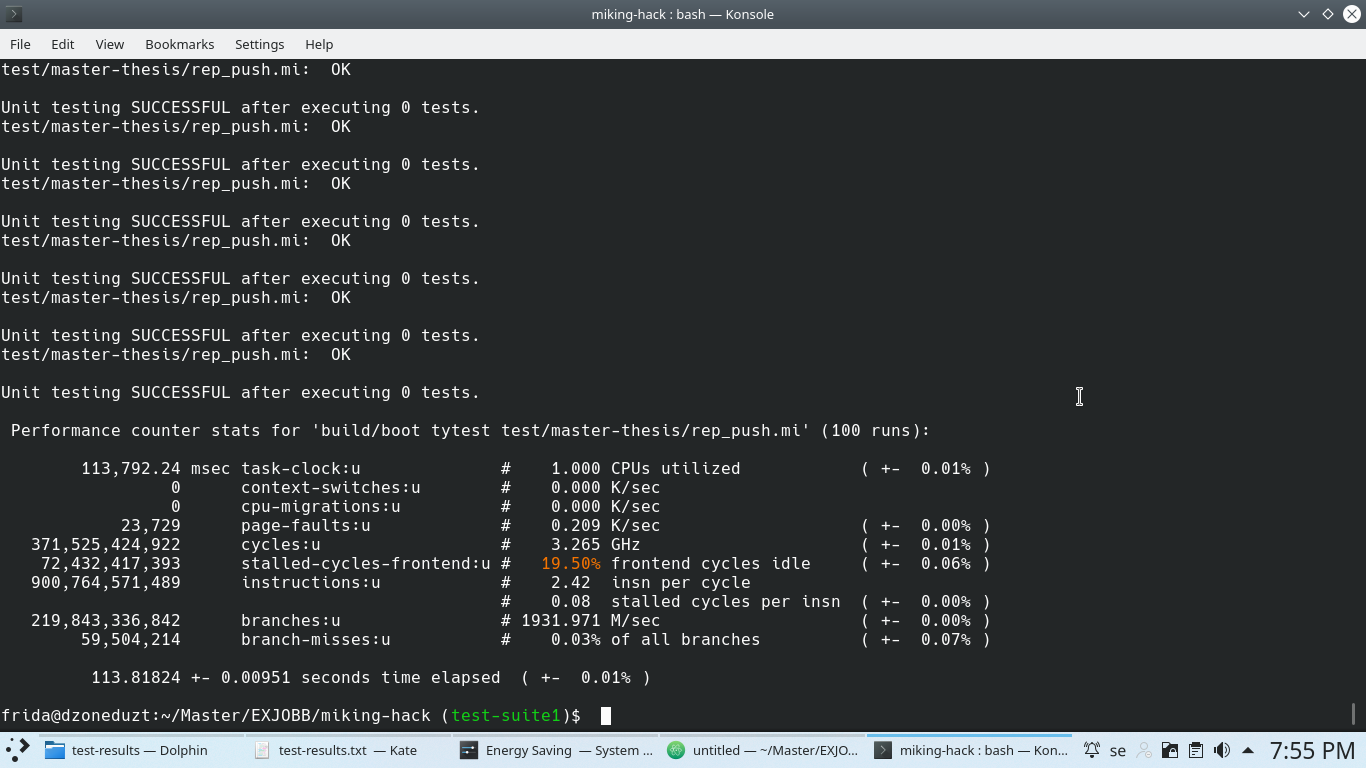 miking-hack : bash — Konsole
File Edit View Bookmarks Settings Help
test/master-thesis/rep_push.mi:  OK
Unit testing SUCCESSFUL after executing 0 tests.
test/master-thesis/rep_push.mi:  OK
Unit testing SUCCESSFUL after executing 0 tests.
test/master-thesis/rep_push.mi:  OK
Unit testing SUCCESSFUL after executing 0 tests.
test/master-thesis/rep_push.mi:  OK
Unit testing SUCCESSFUL after executing 0 tests.
test/master-thesis/rep_push.mi:  OK
Unit testing SUCCESSFUL after executing 0 tests.
test/master-thesis/rep_push.mi:  OK
Unit testing SUCCESSFUL after executing 0 tests.
Performance counter stats for 'build/boot tytest test/master-thesis/rep_push.mi' (100 runs):
113,792.24 msec task-clock:u # 1.000 CPUs utilized ( +- 0.01% )
0 context-switches:u # 0.000 K/sec
0 cpu-migrations:u # 0.000 K/sec
23,729 page-faults:u # 0.209 K/sec ( +- 0.00% )
371,525,424,922 cycles:u # 3.265 GHz ( +- 0.01% )
72,432,417,393 stalled-cycles-frontend:u # 19.50% frontend cycles idle ( +- 0.06% )
900,764,571,489 instructions:u # 2.42 insn per cycle
# 0.08 stalled cycles per insn ( +- 0.00% )
219,843,336,842 branches:u # 1931.971 M/sec ( +- 0.00% )
59,504,214 branch-misses:u # 0.03% of all branches ( +- 0.07% )
113.81824 +- 0.00951 seconds time elapsed ( +- 0.01% )
frida@dzoneduzt:~/Master/EXJOBB/miking-hack (test-suite1)$
test-results — Dolphin test-results.txt — Kate Energy Saving — System ... untitled — ~/Master/EXJO... miking-hack : bash — Kon... se 7:55 PM